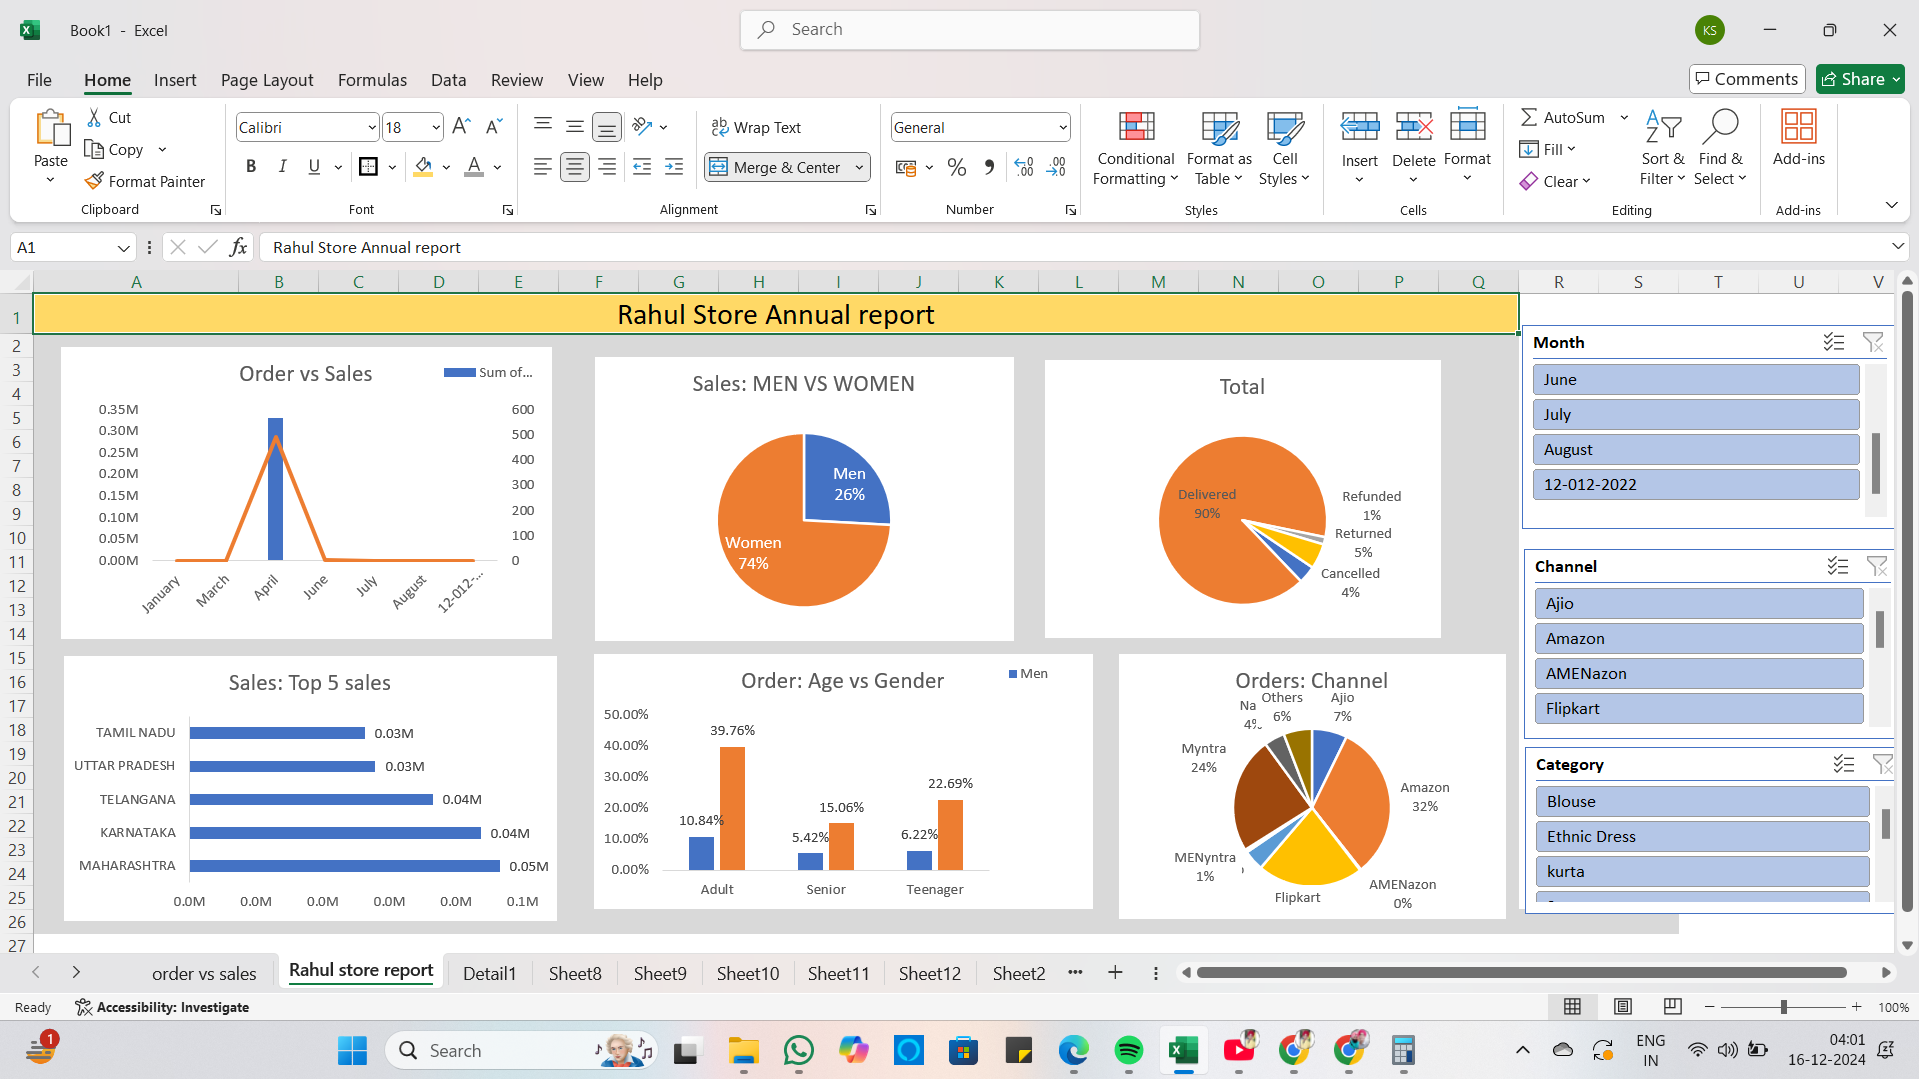 Book1 - Excel
Search
KS
File Home Insert Page Layout Formulas Data Review View Help
Comments Share
Paste
Cut
Copy
Format Painter
Clipboard
Calibri 18
B I U
Font
Wrap Text
Merge & Center
Alignment
General
Number
Conditional Formatting
Format as Table
Cell Styles
Styles
Insert Delete Format
Cells
AutoSum
Fill
Clear
Sort & Filter
Find & Select
Editing
Add-ins
Add-ins
A1
fx
Rahul Store Annual report
A B C D E F G H I J K L M N O P Q R S T U V
1
2
3
4
5
6
7
8
9
10
11
12
13
14
15
16
17
18
19
20
21
22
23
24
25
26
27
Rahul Store Annual report
Order vs Sales
Sum of...
0.35M
0.30M
0.25M
0.20M
0.15M
0.10M
0.05M
0.00M
600
500
400
300
200
100
0
January March April June July August 12-012-...
Sales: MEN VS WOMEN
Men
26%
Women
74%
Total
Delivered
90%
Refunded
1%
Returned
5%
Cancelled
4%
Month
June
July
August
12-012-2022
Channel
Ajio
Amazon
AMENazon
Flipkart
Category
Blouse
Ethnic Dress
kurta
Sales: Top 5 sales
TAMIL NADU 0.03M
UTTAR PRADESH 0.03M
TELANGANA 0.04M
KARNATAKA 0.04M
MAHARASHTRA 0.05M
0.0M 0.0M 0.0M 0.0M 0.0M 0.1M
Order: Age vs Gender
Men
50.00%
40.00%
30.00%
20.00%
10.00%
0.00%
10.84% 39.76%
5.42% 15.06%
6.22% 22.69%
Adult Senior Teenager
Orders: Channel
Ajio
7%
Amazon
32%
AMENazon
0%
Flipkart
MENyntra
1%
Myntra
24%
Na
4%
Others
6%
order vs sales Rahul store report Detail1 Sheet8 Sheet9 Sheet10 Sheet11 Sheet12 Sheet2 ...
Ready Accessibility: Investigate
100%
1
Search
ENG
IN
04:01
16-12-2024